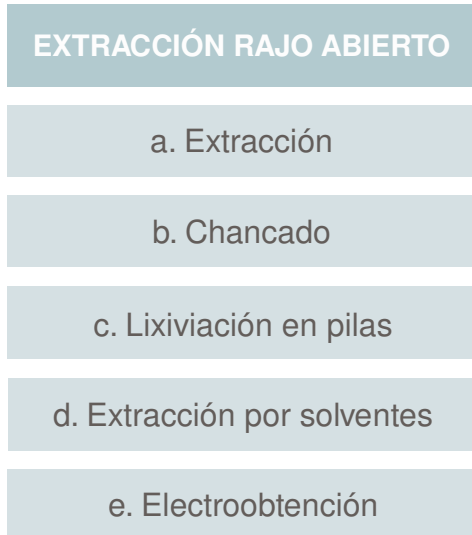 EXTRACCIÓN RAJO ABIERTO
a. Extracción
b. Chancado
c. Lixiviación en pilas
d. Extracción por solventes
e. Electroobtención